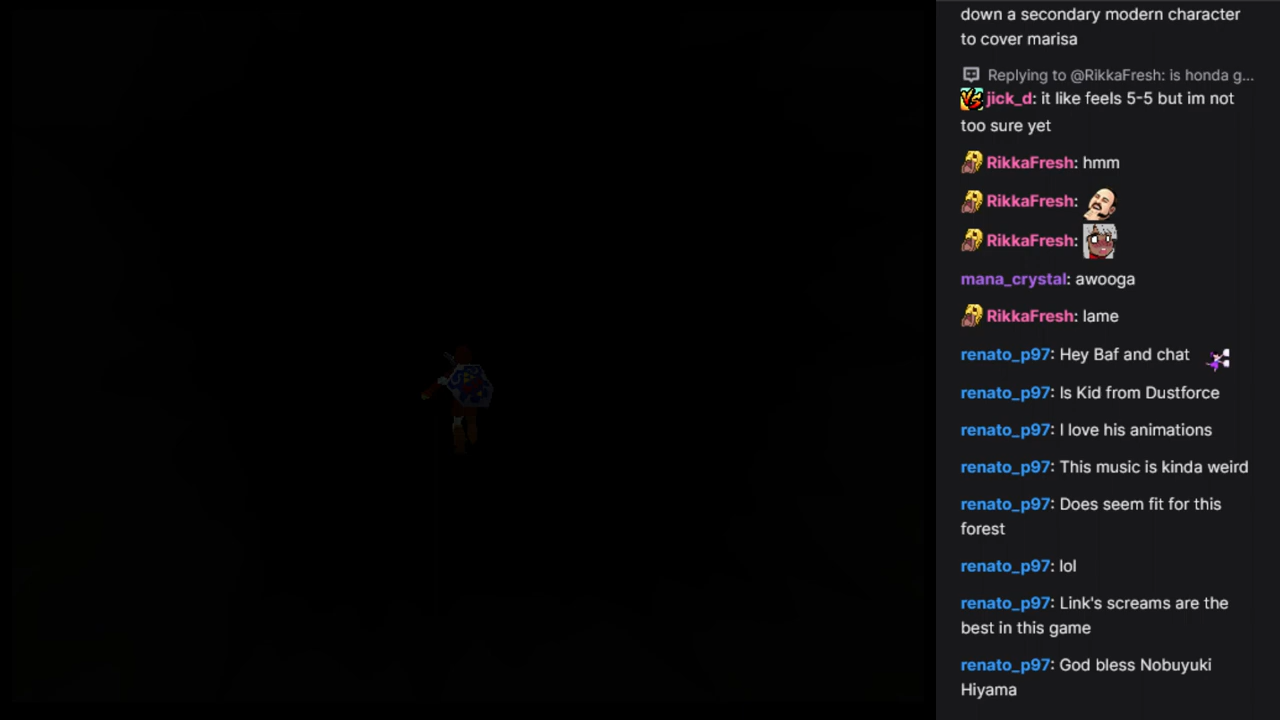 down a secondary modern character
to cover marisa
Replying to @RikkaFresh: is honda g...
jick_d: it like feels 5-5 but im not
too sure yet
RikkaFresh: hmm
RikkaFresh:
RikkaFresh:
mana_crystal: awooga
RikkaFresh: lame
renato_p97: Hey Baf and chat
renato_p97: Is Kid from Dustforce
renato_p97: I love his animations
renato_p97: This music is kinda weird
renato_p97: Does seem fit for this
forest
renato_p97: lol
renato_p97: Link's screams are the
best in this game
renato_p97: God bless Nobuyuki
Hiyama